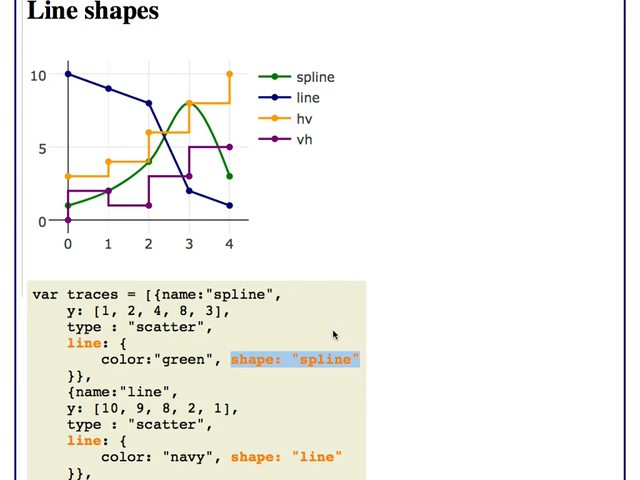 Line shapes
10
5
0
0 1 2 3 4
spline
line
hv
vh
var traces = [{name:"spline",
y: [1, 2, 4, 8, 3],
type : "scatter",
line: {
color:"green", shape: "spline"
}},
{name:"line",
y: [10, 9, 8, 2, 1],
type : "scatter",
line: {
color: "navy", shape: "line"
}},